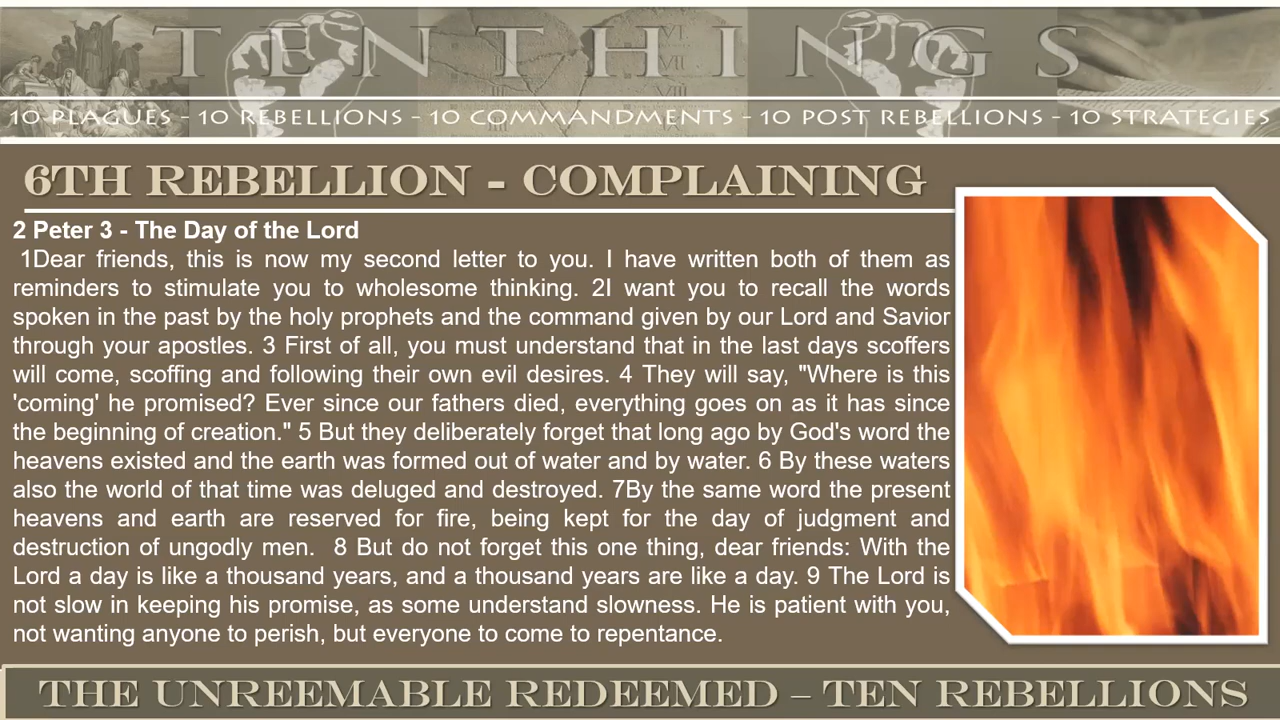 TEN THINGS
10 PLAGUES - 10 REBELLIONS - 10 COMMANDMENTS - 10 POST REBELLIONS - 10 STRATEGIES
6TH REBELLION - COMPLAINING
2 Peter 3 - The Day of the Lord
1Dear friends, this is now my second letter to you. I have written both of them as
reminders to stimulate you to wholesome thinking. 2I want you to recall the words
spoken in the past by the holy prophets and the command given by our Lord and Savior
through your apostles. 3 First of all, you must understand that in the last days scoffers
will come, scoffing and following their own evil desires. 4 They will say, "Where is this
'coming' he promised? Ever since our fathers died, everything goes on as it has since
the beginning of creation." 5 But they deliberately forget that long ago by God's word the
heavens existed and the earth was formed out of water and by water. 6 By these waters
also the world of that time was deluged and destroyed. 7By the same word the present
heavens and earth are reserved for fire, being kept for the day of judgment and
destruction of ungodly men.  8 But do not forget this one thing, dear friends: With the
Lord a day is like a thousand years, and a thousand years are like a day. 9 The Lord is
not slow in keeping his promise, as some understand slowness. He is patient with you,
not wanting anyone to perish, but everyone to come to repentance.
THE UNREEMABLE REDEEMED – TEN REBELLIONS